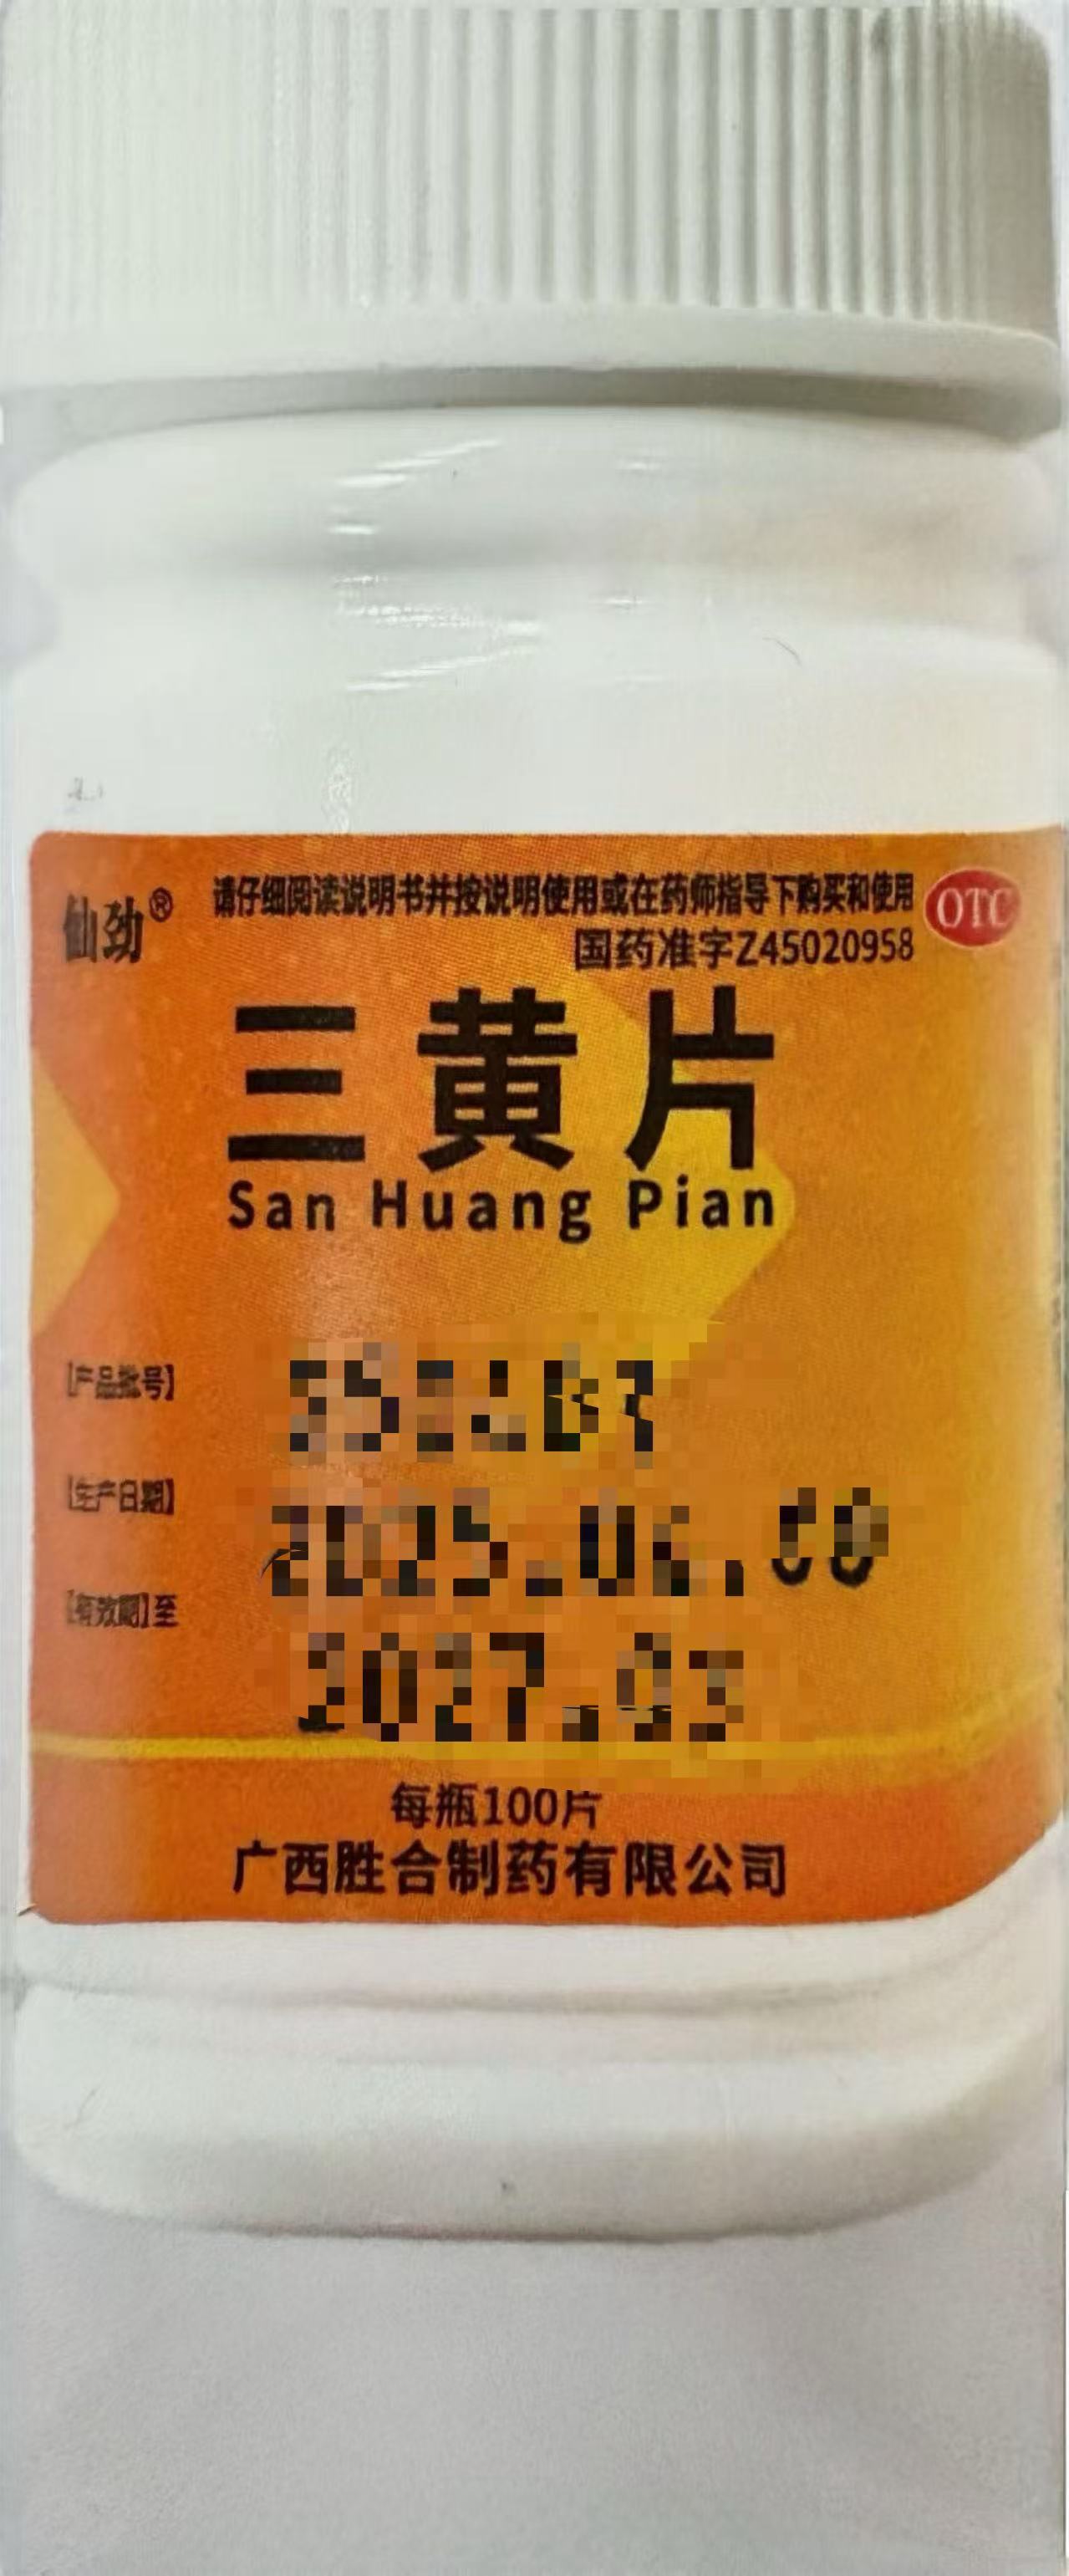 仙劲®
请仔细阅读说明书并按说明使用或在药师指导下购买和使用
OTC
国药准字Z45020958
三黄片
San Huang Pian
【产品批号】
【生产日期】
【有效期】至
每瓶100片
广西胜合制药有限公司